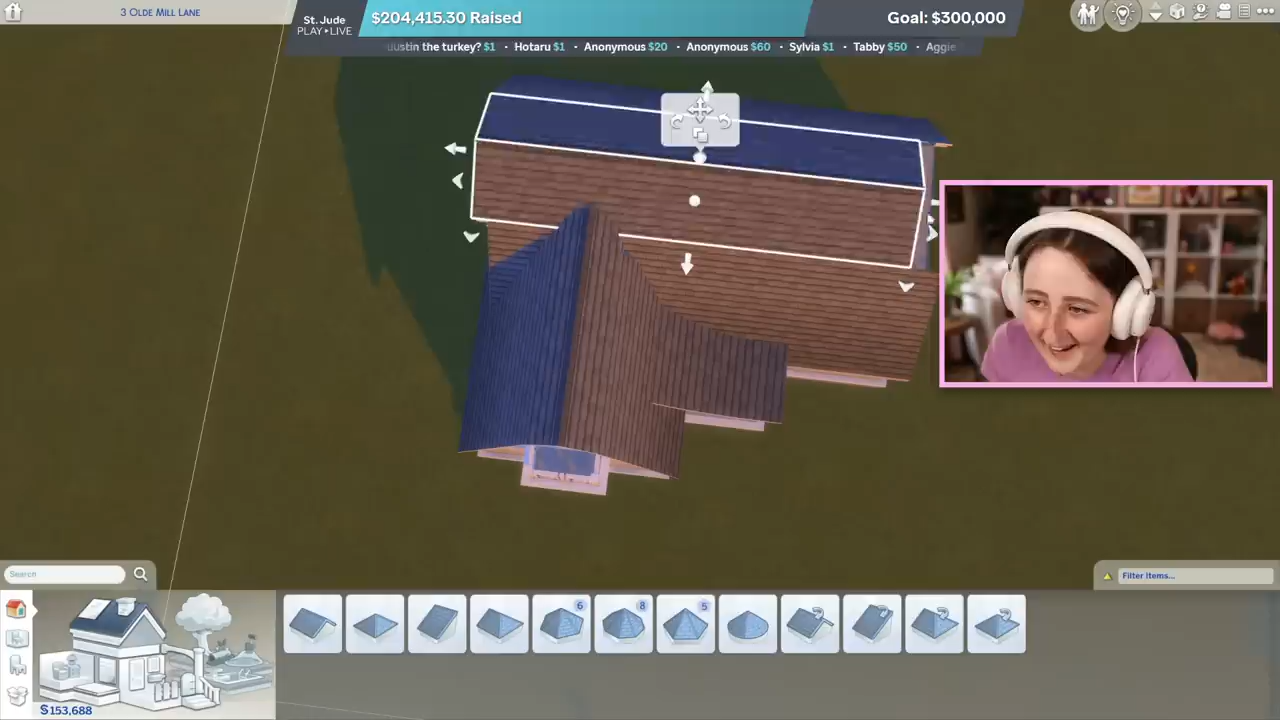 3 OLDE MILL LANE
St. Jude
PLAY LIVE
$204,415.30 Raised
Goal: $300,000
ustin the turkey? $1 · Hotaru $1 · Anonymous $20 · Anonymous $60 · Sylvia $1 · Tabby $50 · Aggie
Search
Filter Items...
6
8
5
§153,688